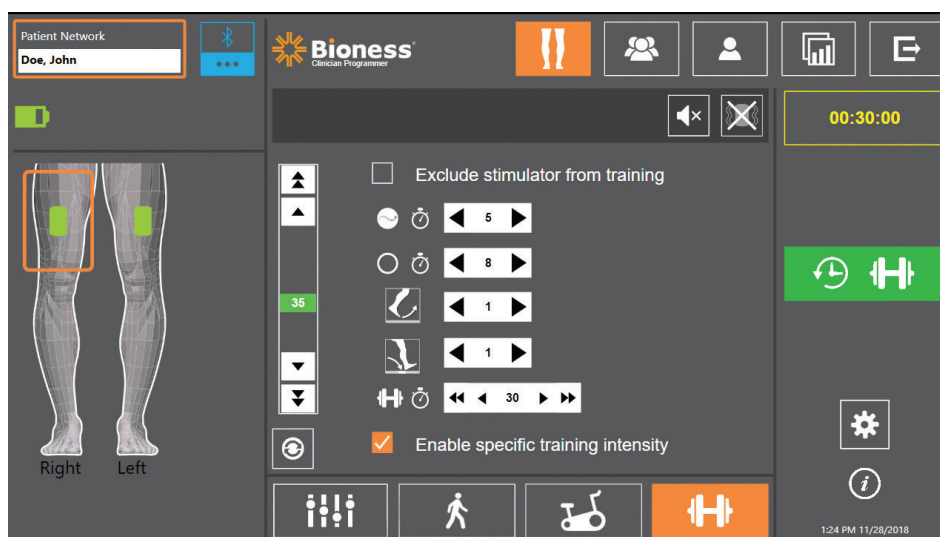 Patient Network
Doe, John
Bioness
Clinician Programmer
00:30:00
Exclude stimulator from training
5
8
35
1
1
30
Enable specific training intensity
Right
Left
i
1:24 PM 11/28/2018